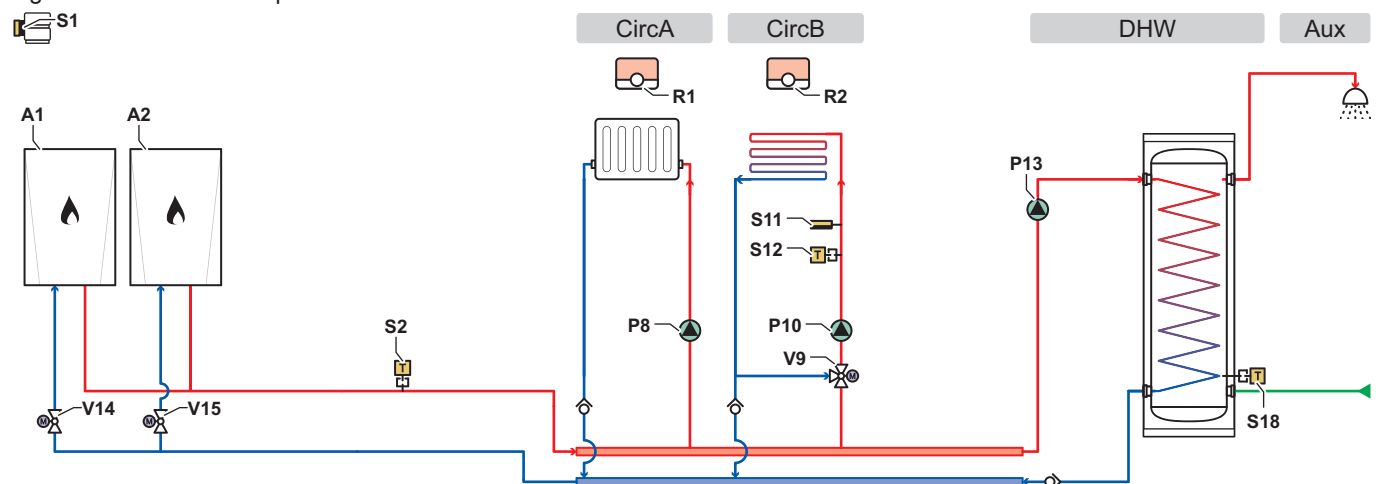 S1
CircA
CircB
DHW
Aux
R1
R2
A1
A2
P13
S11
S12
T
S2
T
P8
P10
V9
M
V14
M
V15
M
T
S18